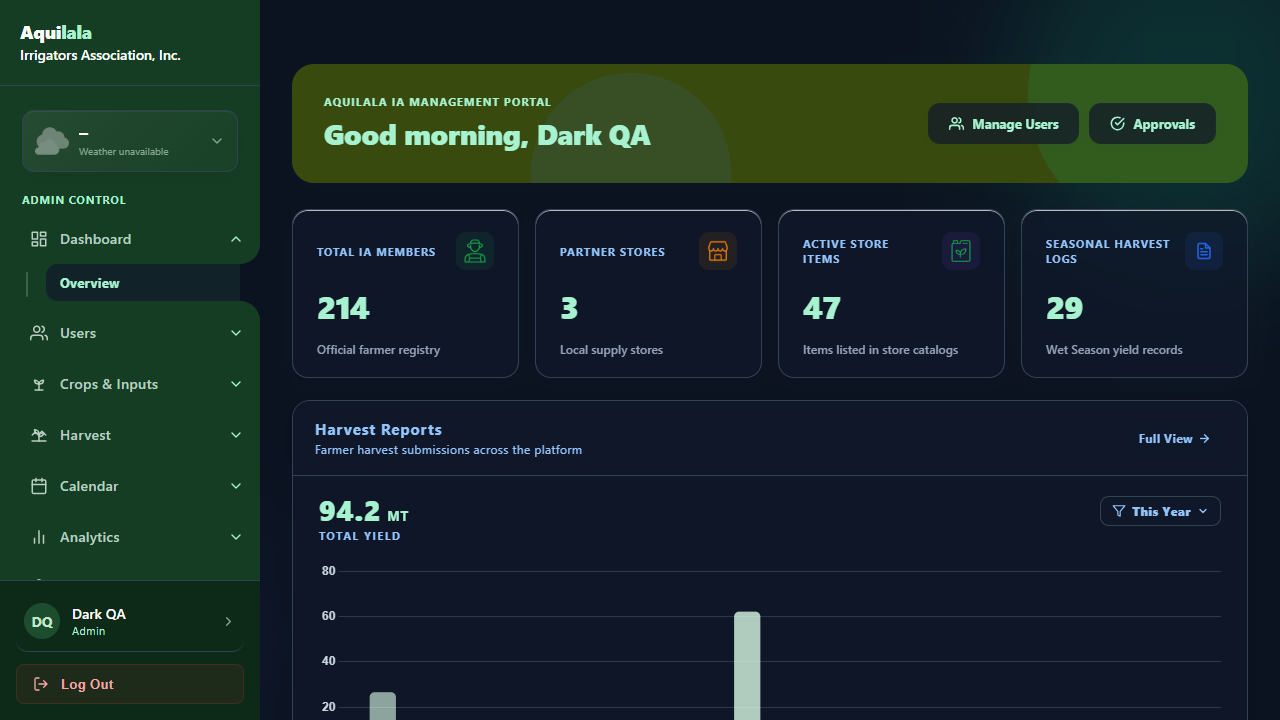 Aquilala
Irrigators Association, Inc.
–
Weather unavailable
ADMIN CONTROL
Dashboard
Overview
Users
Crops & Inputs
Harvest
Calendar
Analytics
DQ
Dark QA
Admin
Log Out
AQUILALA IA MANAGEMENT PORTAL
Good morning, Dark QA
Manage Users
Approvals
TOTAL IA MEMBERS
214
Official farmer registry
PARTNER STORES
3
Local supply stores
ACTIVE STORE
ITEMS
47
Items listed in store catalogs
SEASONAL HARVEST
LOGS
29
Wet Season yield records
Harvest Reports
Farmer harvest submissions across the platform
Full View →
94.2 MT
TOTAL YIELD
This Year
80
60
40
20